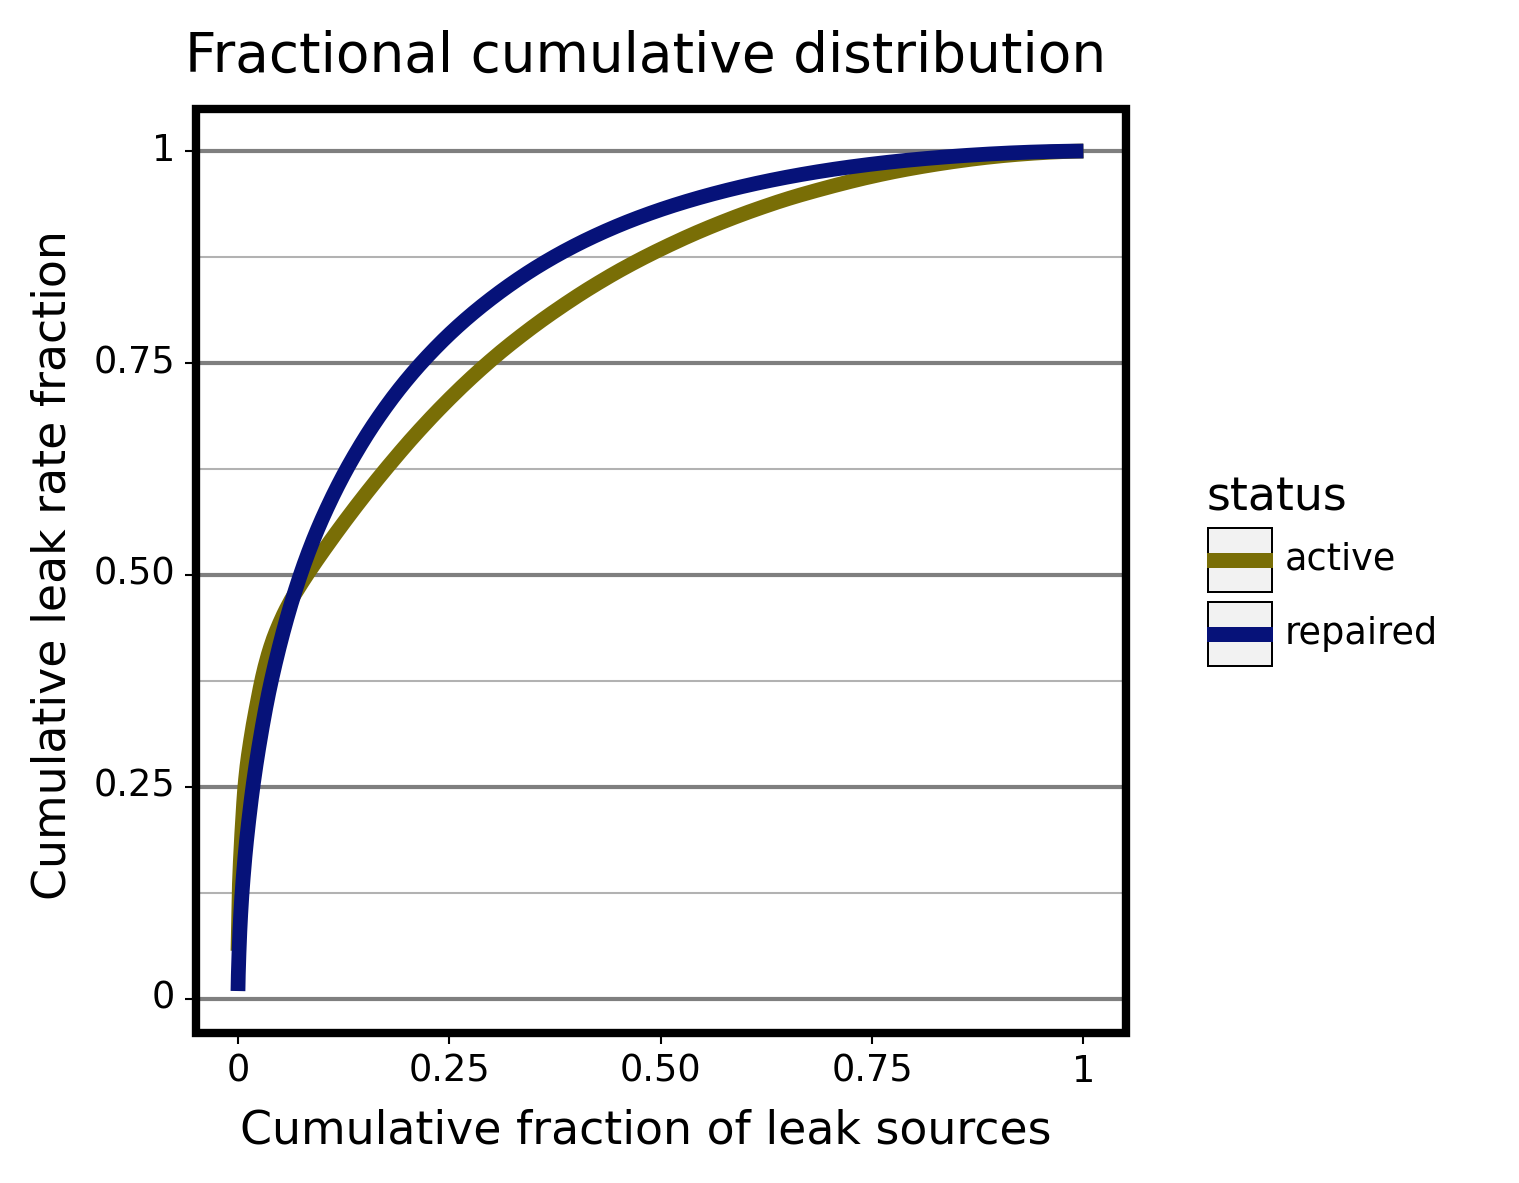 Fractional cumulative distribution
Cumulative leak rate fraction
1
0.75
0.50
0.25
0
0 0.25 0.50 0.75 1
Cumulative fraction of leak sources
status
active
repaired